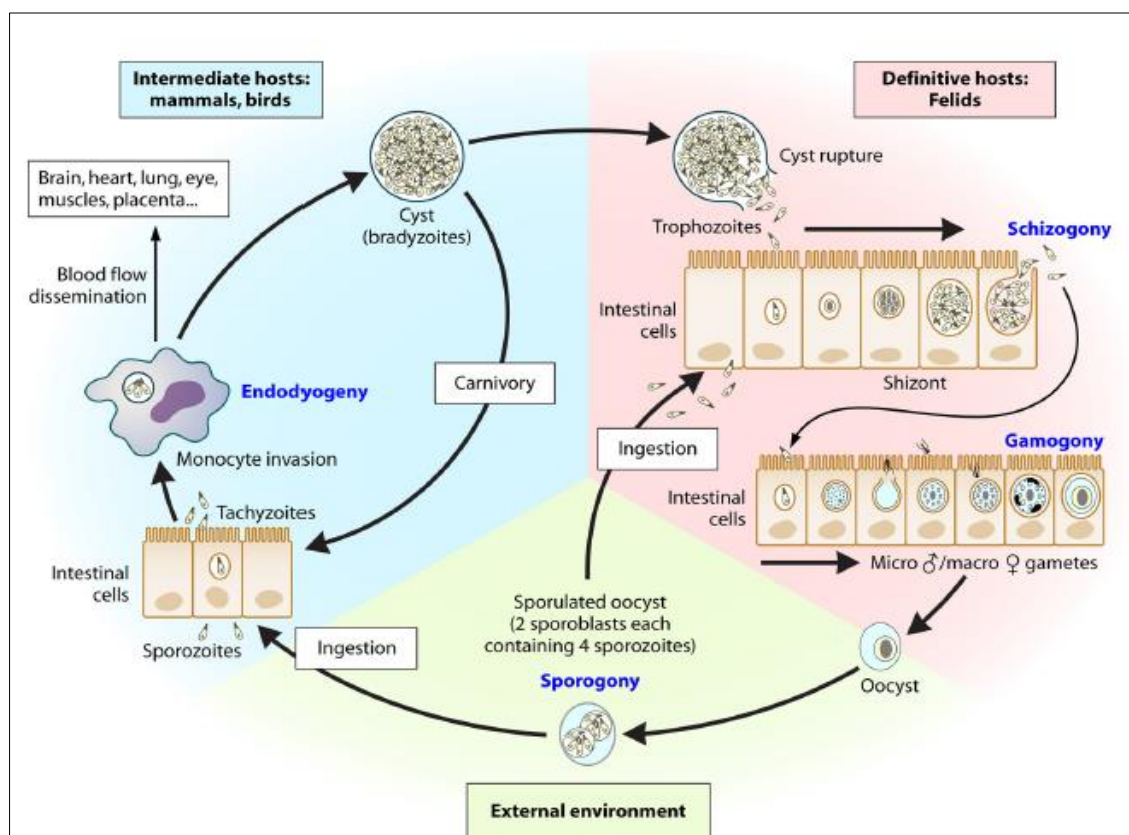 Intermediate hosts:
mammals, birds
Definitive hosts:
Felids
Brain, heart, lung, eye,
muscles, placenta...
Blood flow
dissemination
Cyst
(bradyzoites)
Cyst rupture
Trophozoites
Schizogony
Intestinal
cells
Shizont
Endodyogeny
Carnivory
Monocyte invasion
Tachyzoites
Intestinal
cells
Sporozoites
Ingestion
Ingestion
Gamogony
Intestinal
cells
Micro ♂/macro ♀ gametes
Sporulated oocyst
(2 sporoblasts each
containing 4 sporozoites)
Sporogony
Oocyst
External environment